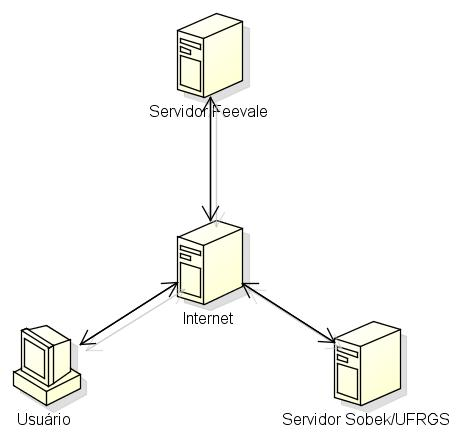 Servidor Feevale
Internet
Usuário
Servidor Sobek/UFRGS